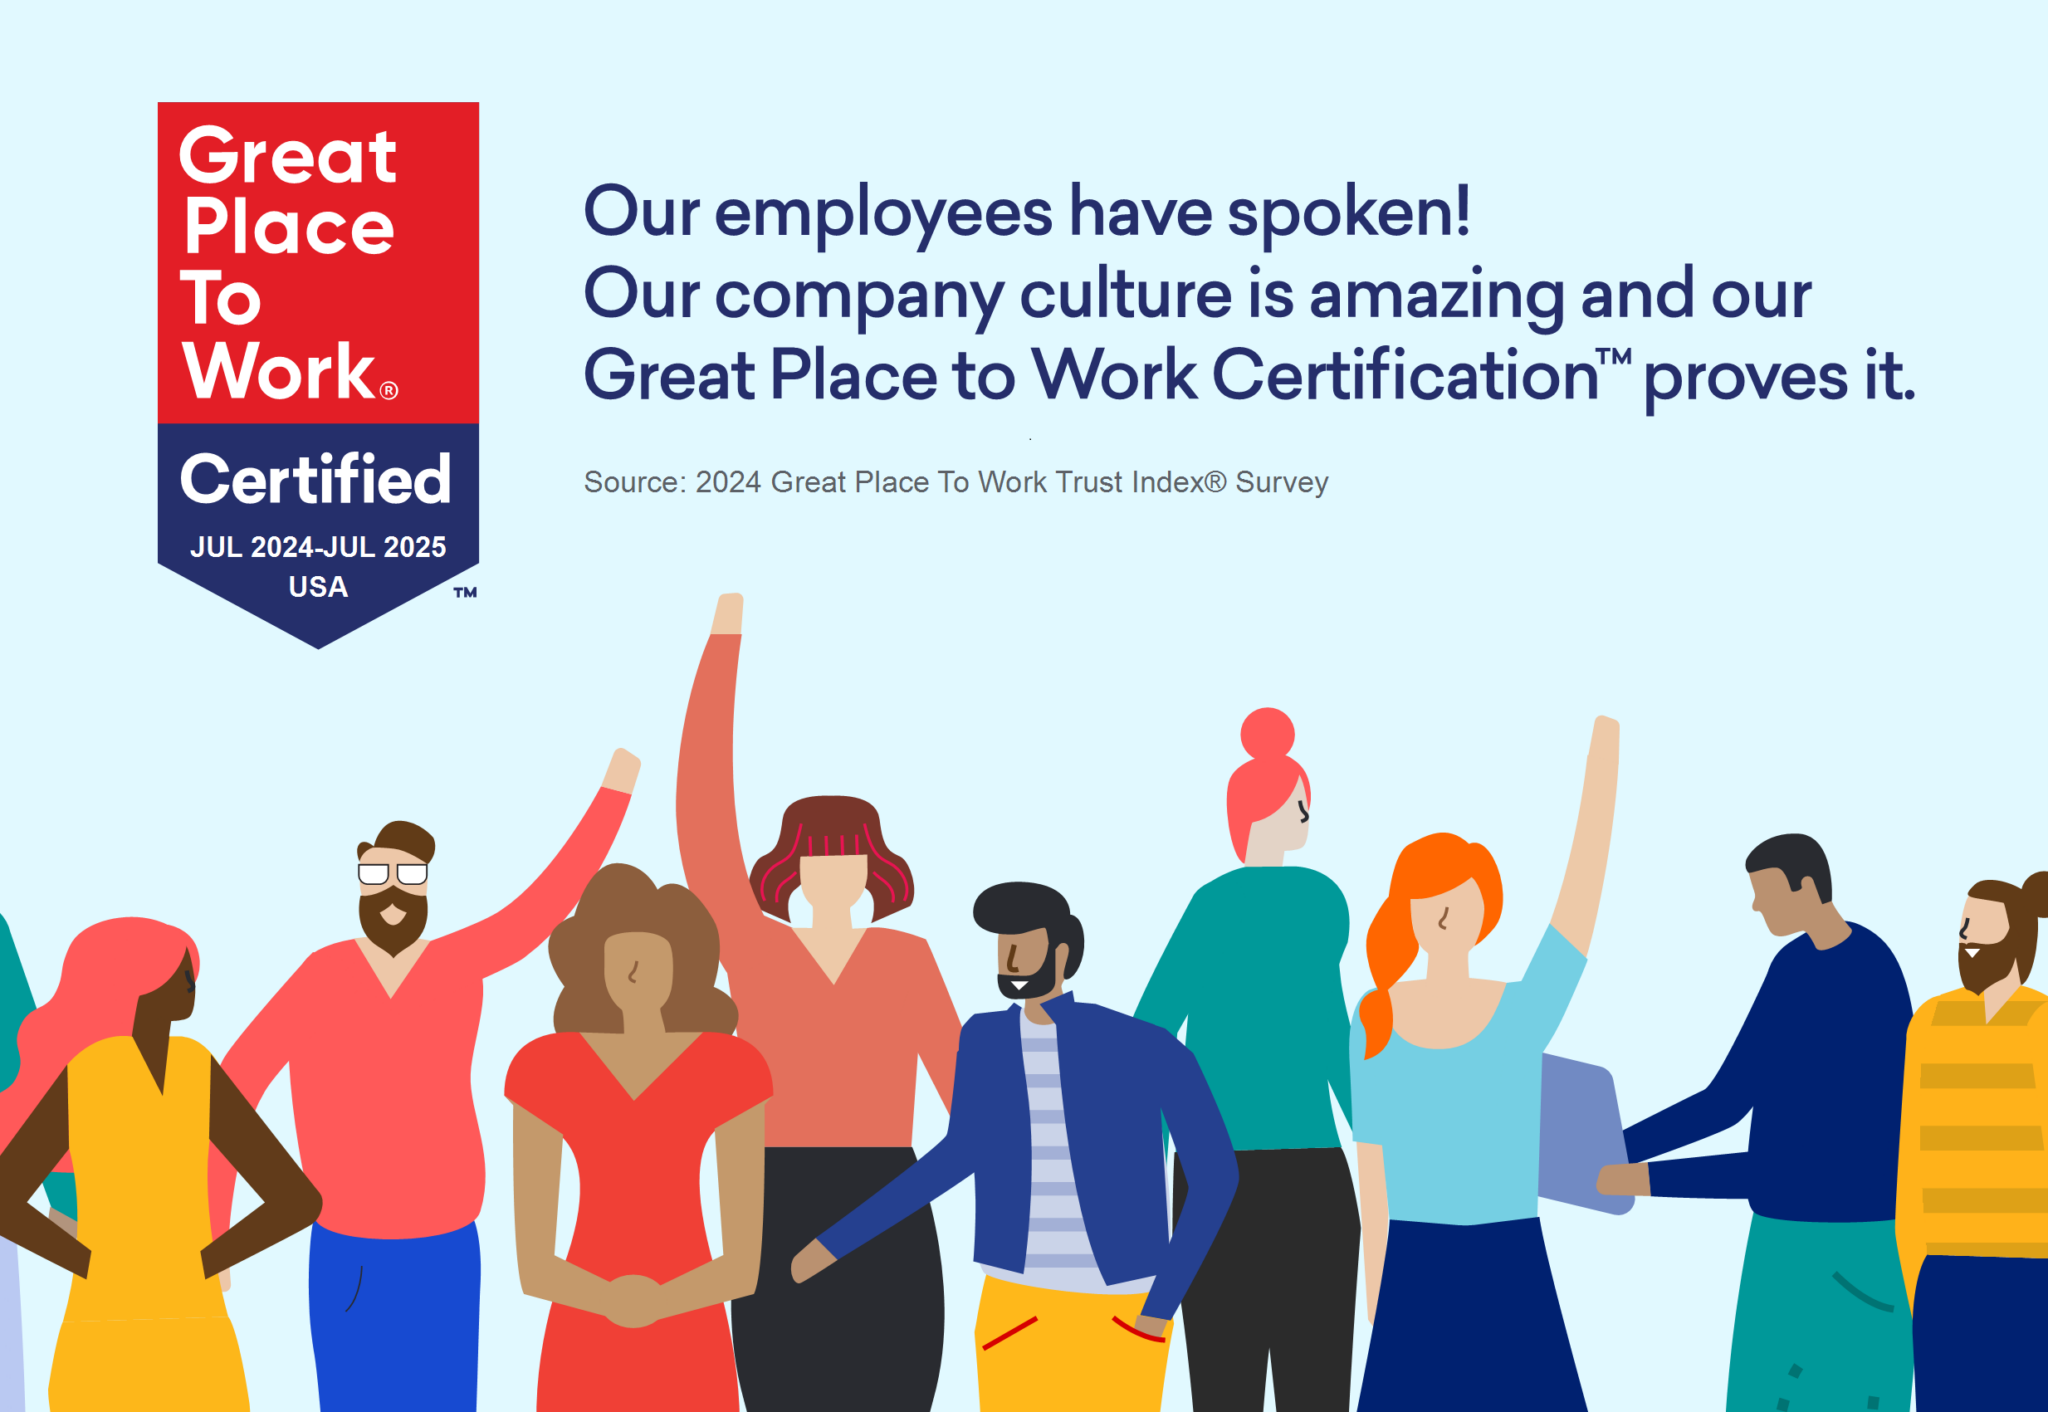 Great
Place
To
Work®
Certified
JUL 2024-JUL 2025
USA
™
Our employees have spoken!
Our company culture is amazing and our
Great Place to Work Certification™ proves it.
Source: 2024 Great Place To Work Trust Index® Survey